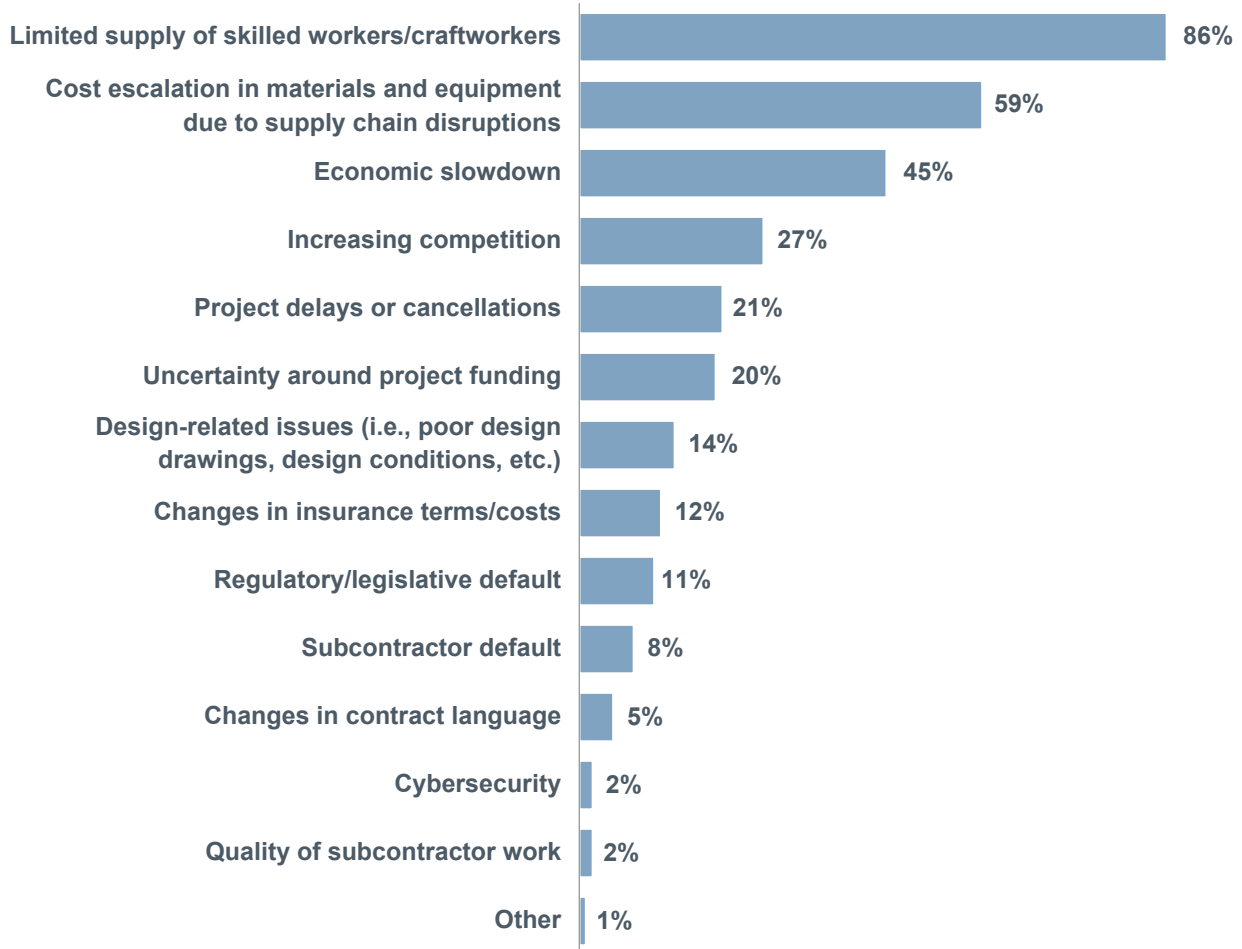 Limited supply of skilled workers/craftworkers 86%
Cost escalation in materials and equipment
due to supply chain disruptions 59%
Economic slowdown 45%
Increasing competition 27%
Project delays or cancellations 21%
Uncertainty around project funding 20%
Design-related issues (i.e., poor design
drawings, design conditions, etc.) 14%
Changes in insurance terms/costs 12%
Regulatory/legislative default 11%
Subcontractor default 8%
Changes in contract language 5%
Cybersecurity 2%
Quality of subcontractor work 2%
Other 1%